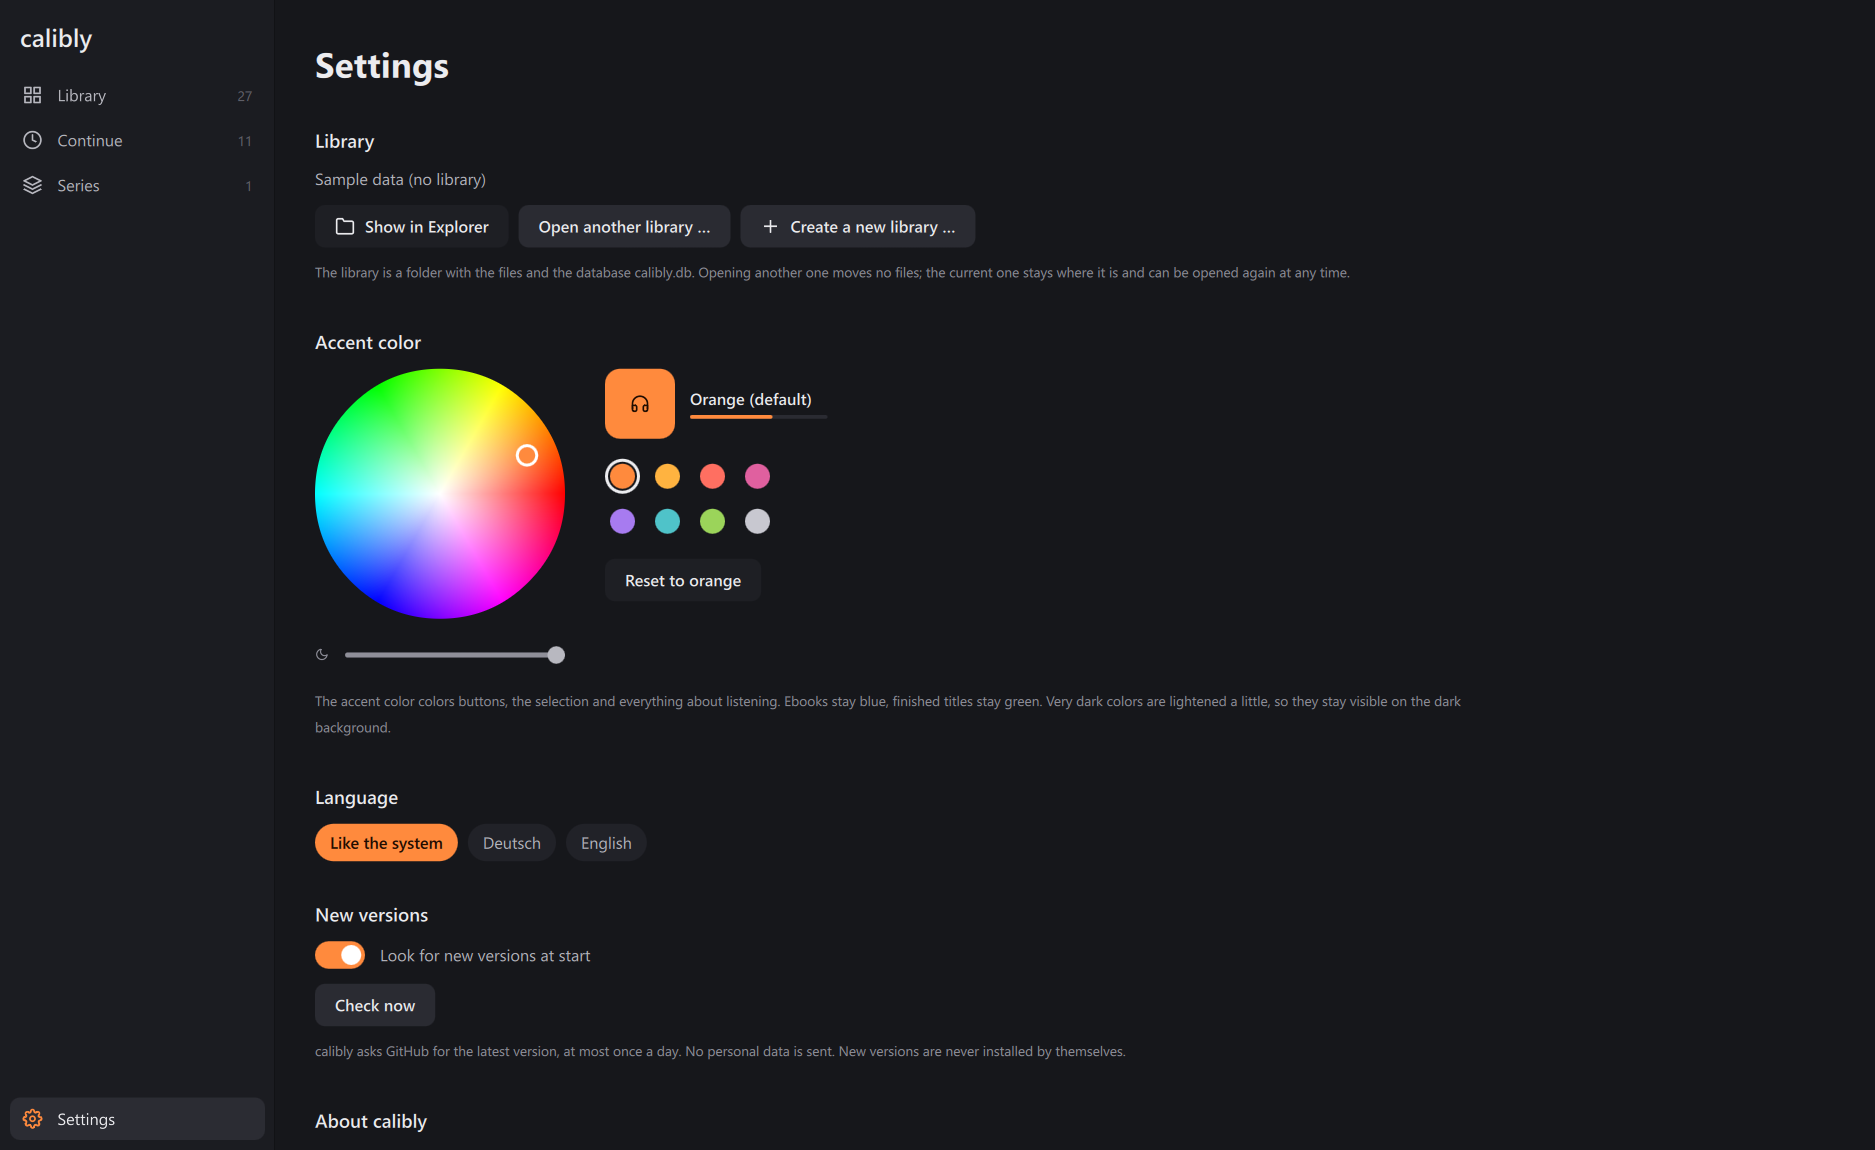 calibly
Library 27
Continue 11
Series 1
Settings
Settings
Library
Sample data (no library)
Show in Explorer
Open another library ...
Create a new library ...
The library is a folder with the files and the database calibly.db. Opening another one moves no files; the current one stays where it is and can be opened again at any time.
Accent color
Orange (default)
Reset to orange
The accent color colors buttons, the selection and everything about listening. Ebooks stay blue, finished titles stay green. Very dark colors are lightened a little, so they stay visible on the dark
background.
Language
Like the system
Deutsch
English
New versions
Look for new versions at start
Check now
calibly asks GitHub for the latest version, at most once a day. No personal data is sent. New versions are never installed by themselves.
About calibly